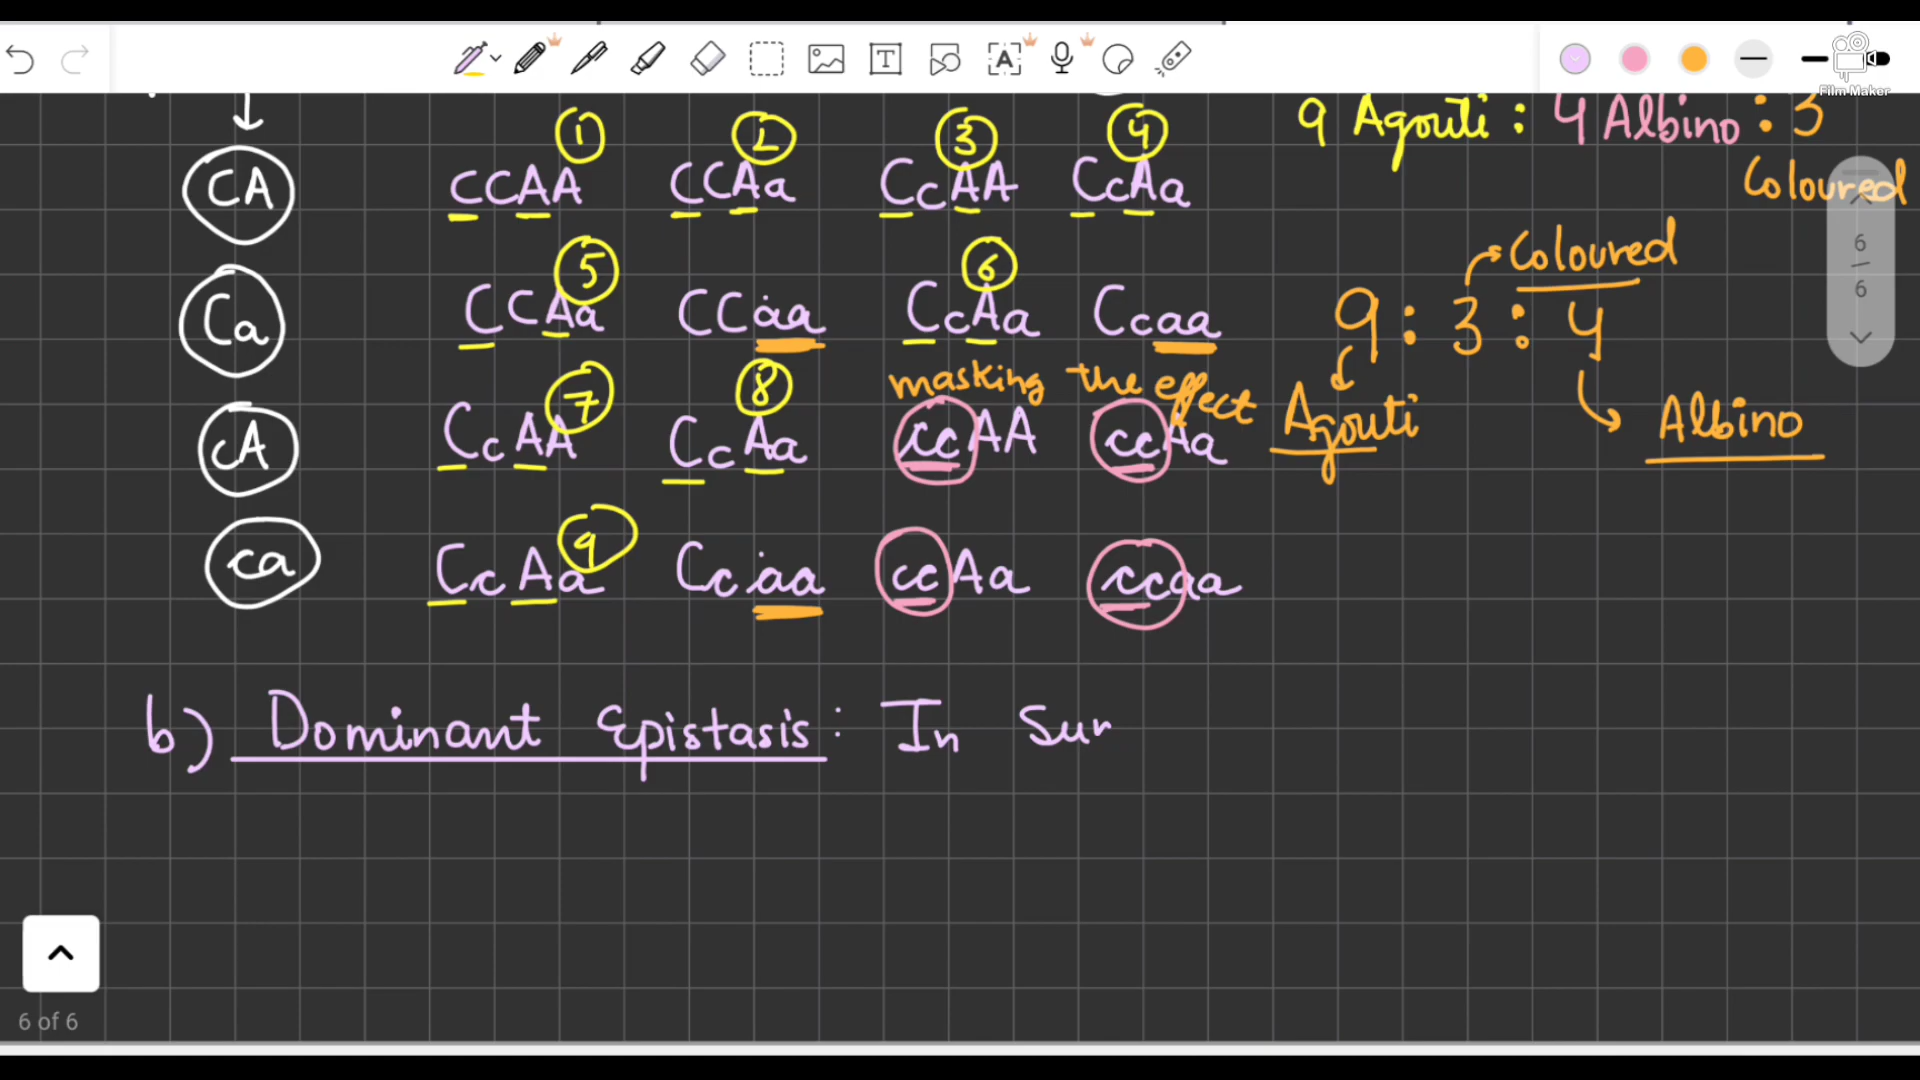 Film Maker
9 Agouti : 4 Albino : 3
Coloured
① ② ③ ④
CA CCAA CCAa CcAA CcAa
⑤ ⑥
Ca CCAa CCaa CcAa Ccaa
→ Coloured
9 : 3 : 4
Agouti Albino
masking the effect
⑦ ⑧
cA CcAA CcAa ccAA ccAa
⑨
ca CcAa Ccaa ccAa ccaa
b) Dominant Epistasis : In Sur
6
6
6 of 6